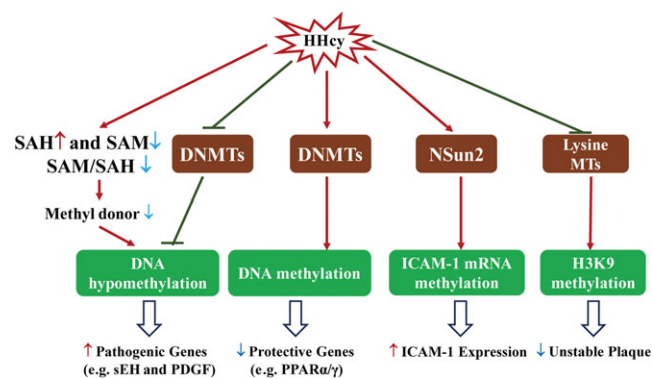 HHcy
SAH↑ and SAM↓
SAM/SAH ↓
Methyl donor ↓
DNMTs
DNMTs
NSun2
Lysine
MTs
DNA
hypomethylation
DNA methylation
ICAM-1 mRNA
methylation
H3K9
methylation
↑ Pathogenic Genes
(e.g. sEH and PDGF)
↓ Protective Genes
(e.g. PPARα/γ)
↑ ICAM-1 Expression
↓ Unstable Plaque